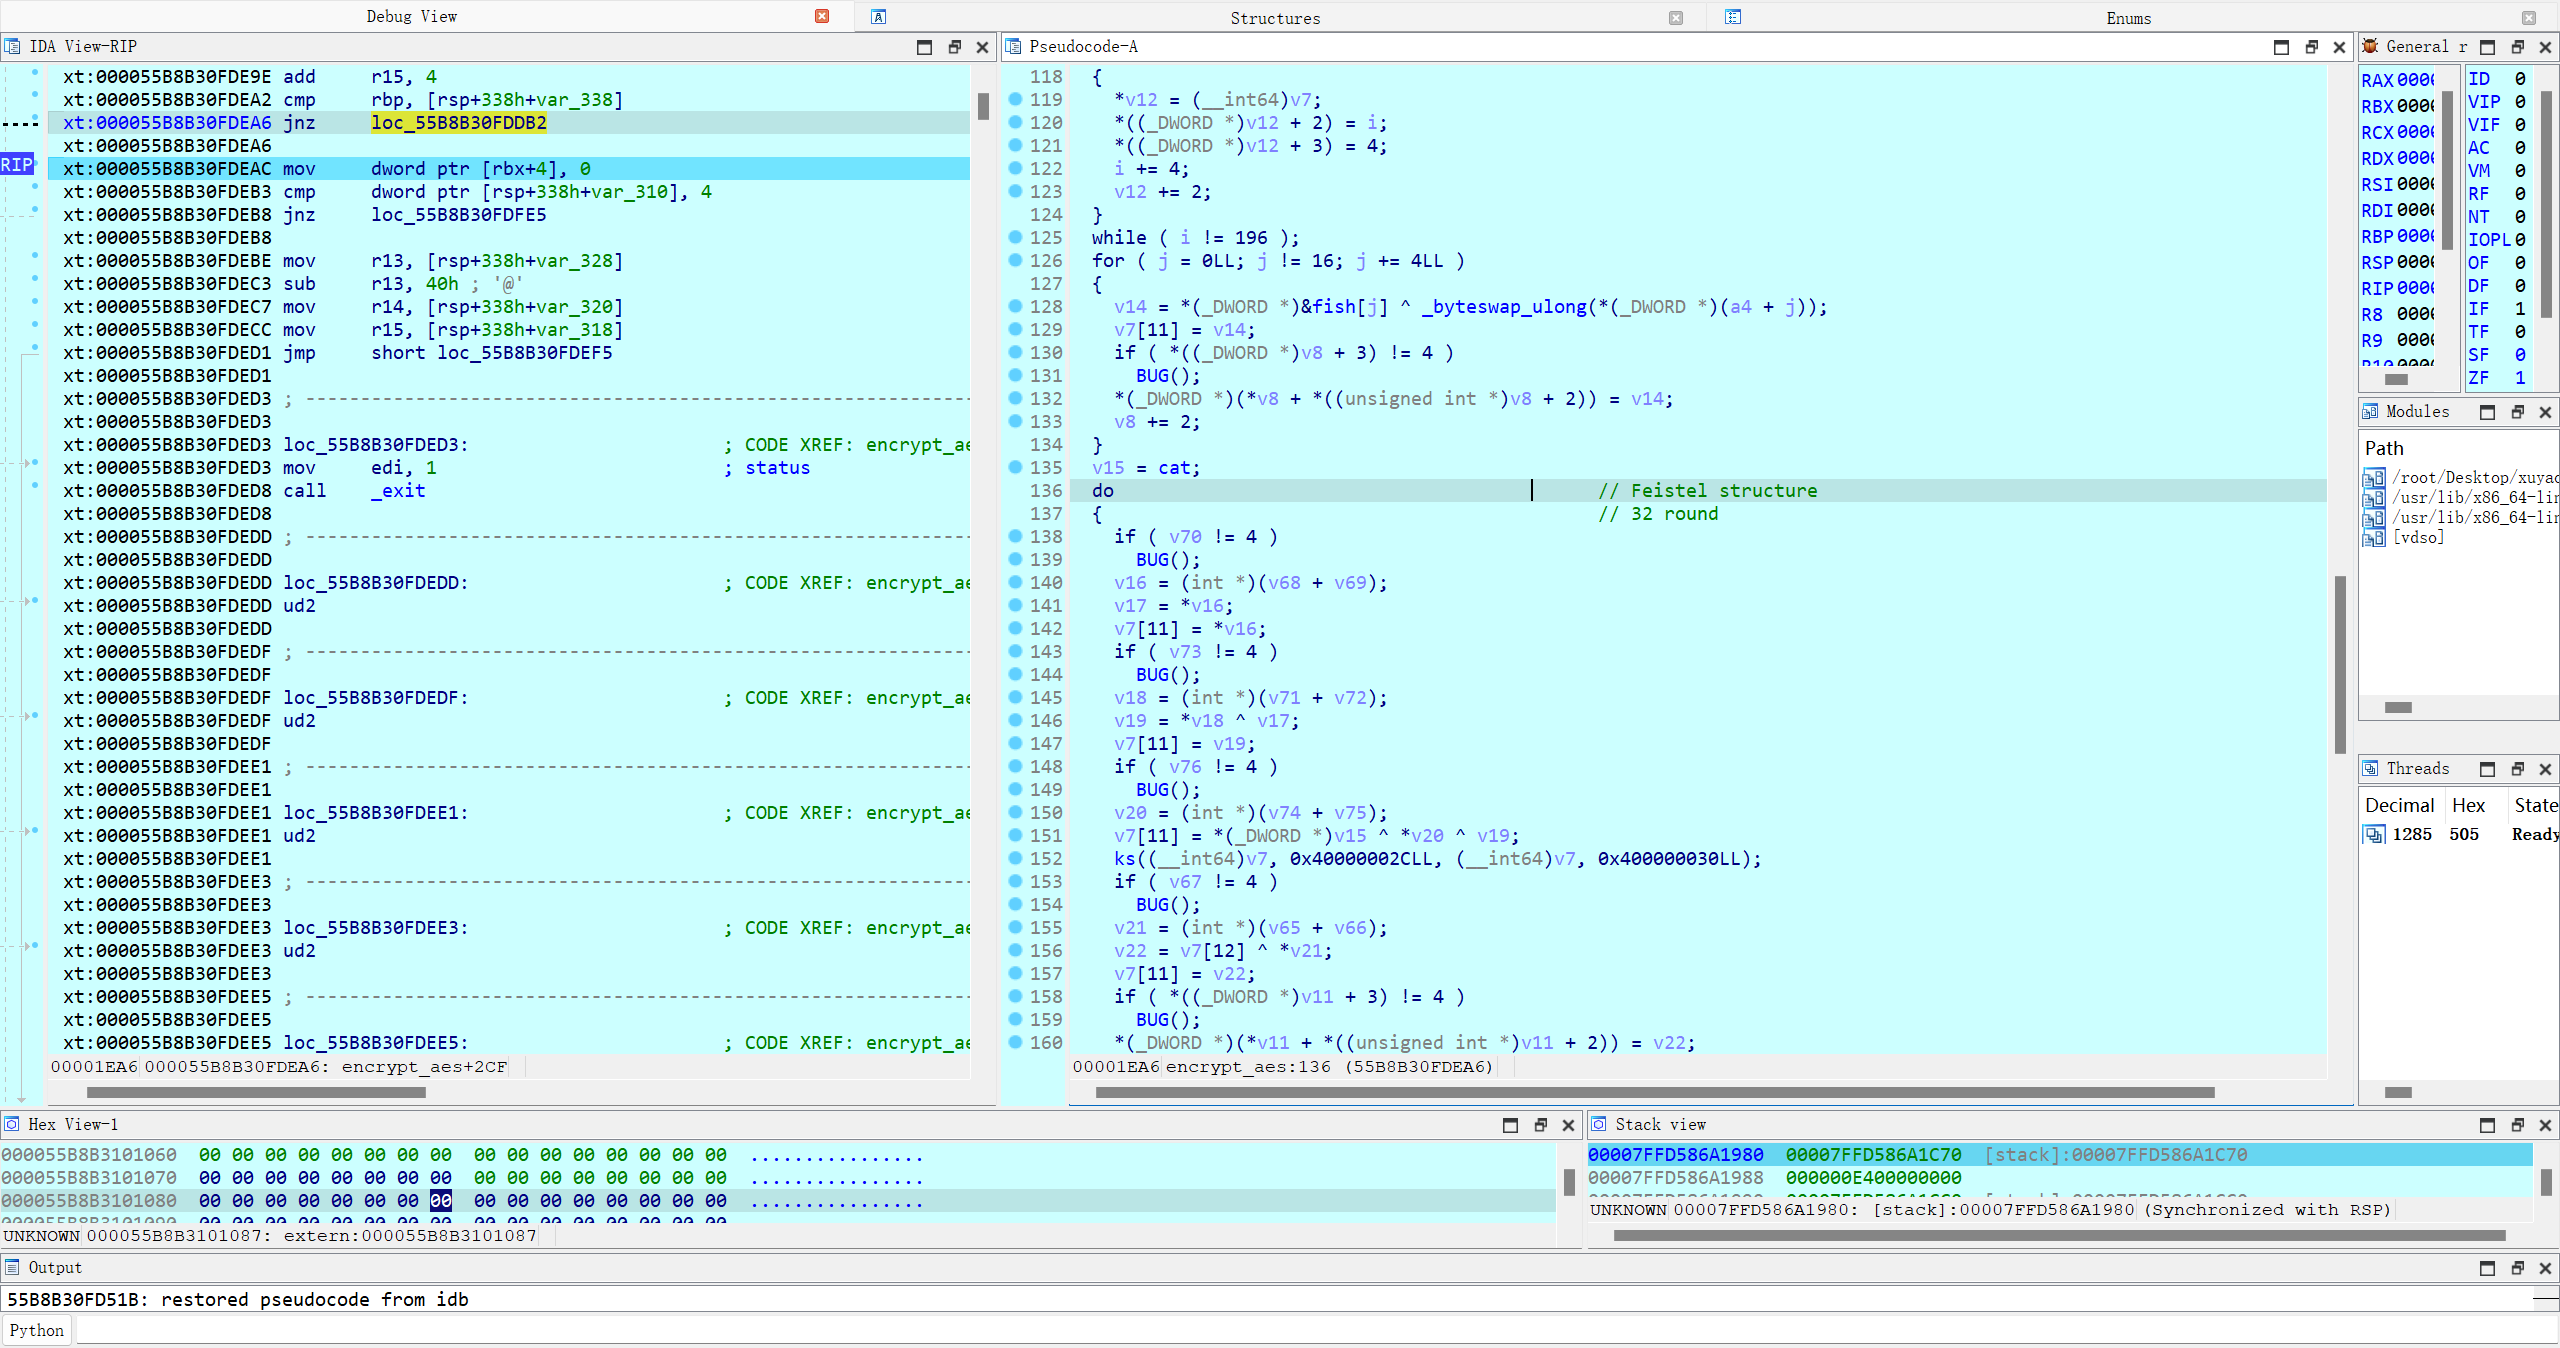 Debug View
Structures
Enums
IDA View-RIP
xt:000055B8B30FDE9E add r15, 4
xt:000055B8B30FDEA2 cmp rbp, [rsp+338h+var_338]
xt:000055B8B30FDEA6 jnz loc_55B8B30FDDB2
xt:000055B8B30FDEA6
RIP
xt:000055B8B30FDEAC mov dword ptr [rbx+4], 0
xt:000055B8B30FDEB3 cmp dword ptr [rsp+338h+var_310], 4
xt:000055B8B30FDEB8 jnz loc_55B8B30FDFE5
xt:000055B8B30FDEB8
xt:000055B8B30FDEBE mov r13, [rsp+338h+var_328]
xt:000055B8B30FDEC3 sub r13, 40h ; '@'
xt:000055B8B30FDEC7 mov r14, [rsp+338h+var_320]
xt:000055B8B30FDECC mov r15, [rsp+338h+var_318]
xt:000055B8B30FDED1 jmp short loc_55B8B30FDEF5
xt:000055B8B30FDED1
xt:000055B8B30FDED3 ; ------------------------------------------------------------
xt:000055B8B30FDED3
xt:000055B8B30FDED3 loc_55B8B30FDED3: ; CODE XREF: encrypt_ae
xt:000055B8B30FDED3 mov edi, 1 ; status
xt:000055B8B30FDED8 call _exit
xt:000055B8B30FDED8
xt:000055B8B30FDEDD ; ------------------------------------------------------------
xt:000055B8B30FDEDD
xt:000055B8B30FDEDD loc_55B8B30FDEDD: ; CODE XREF: encrypt_ae
xt:000055B8B30FDEDD ud2
xt:000055B8B30FDEDD
xt:000055B8B30FDEDF ; ------------------------------------------------------------
xt:000055B8B30FDEDF
xt:000055B8B30FDEDF loc_55B8B30FDEDF: ; CODE XREF: encrypt_ae
xt:000055B8B30FDEDF ud2
xt:000055B8B30FDEDF
xt:000055B8B30FDEE1 ; ------------------------------------------------------------
xt:000055B8B30FDEE1
xt:000055B8B30FDEE1 loc_55B8B30FDEE1: ; CODE XREF: encrypt_ae
xt:000055B8B30FDEE1 ud2
xt:000055B8B30FDEE1
xt:000055B8B30FDEE3 ; ------------------------------------------------------------
xt:000055B8B30FDEE3
xt:000055B8B30FDEE3 loc_55B8B30FDEE3: ; CODE XREF: encrypt_ae
xt:000055B8B30FDEE3 ud2
xt:000055B8B30FDEE3
xt:000055B8B30FDEE5 ; ------------------------------------------------------------
xt:000055B8B30FDEE5
xt:000055B8B30FDEE5 loc_55B8B30FDEE5: ; CODE XREF: encrypt_ae
00001EA6 000055B8B30FDEA6: encrypt_aes+2CF
Pseudocode-A
118 {
119 *v12 = (__int64)v7;
120 *((_DWORD *)v12 + 2) = i;
121 *((_DWORD *)v12 + 3) = 4;
122 i += 4;
123 v12 += 2;
124 }
125 while ( i != 196 );
126 for ( j = 0LL; j != 16; j += 4LL )
127 {
128 v14 = *(_DWORD *)&fish[j] ^ _byteswap_ulong(*(_DWORD *)(a4 + j));
129 v7[11] = v14;
130 if ( *((_DWORD *)v8 + 3) != 4 )
131 BUG();
132 *(_DWORD *)(*v8 + *((unsigned int *)v8 + 2)) = v14;
133 v8 += 2;
134 }
135 v15 = cat;
136 do // Feistel structure
137 { // 32 round
138 if ( v70 != 4 )
139 BUG();
140 v16 = (int *)(v68 + v69);
141 v17 = *v16;
142 v7[11] = *v16;
143 if ( v73 != 4 )
144 BUG();
145 v18 = (int *)(v71 + v72);
146 v19 = *v18 ^ v17;
147 v7[11] = v19;
148 if ( v76 != 4 )
149 BUG();
150 v20 = (int *)(v74 + v75);
151 v7[11] = *(_DWORD *)v15 ^ *v20 ^ v19;
152 ks((__int64)v7, 0x40000002CLL, (__int64)v7, 0x400000030LL);
153 if ( v67 != 4 )
154 BUG();
155 v21 = (int *)(v65 + v66);
156 v22 = v7[12] ^ *v21;
157 v7[11] = v22;
158 if ( *((_DWORD *)v11 + 3) != 4 )
159 BUG();
160 *(_DWORD *)(*v11 + *((unsigned int *)v11 + 2)) = v22;
00001EA6 encrypt_aes:136 (55B8B30FDEA6)
General r
RAX 000
RBX 000
RCX 000
RDX 000
RSI 000
RDI 000
RBP 000
RSP 000
RIP 000
R8 000
R9 000
ID 0
VIP 0
VIF 0
AC 0
VM 0
RF 0
NT 0
IOPL 0
OF 0
DF 0
IF 1
TF 0
SF 0
ZF 1
Modules
Path
/root/Desktop/xuyao
/usr/lib/x86_64-lin
/usr/lib/x86_64-lin
[vdso]
Threads
Decimal Hex State
1285 505 Ready
Hex View-1
000055B8B3101060 00 00 00 00 00 00 00 00 00 00 00 00 00 00 00 00 ................
000055B8B3101070 00 00 00 00 00 00 00 00 00 00 00 00 00 00 00 00 ................
000055B8B3101080 00 00 00 00 00 00 00 00 00 00 00 00 00 00 00 00 ................
UNKNOWN 000055B8B3101087: extern:000055B8B3101087
Stack view
00007FFD586A1980 00007FFD586A1C70 [stack]:00007FFD586A1C70
00007FFD586A1988 000000E400000000
UNKNOWN 00007FFD586A1980: [stack]:00007FFD586A1980 (Synchronized with RSP)
Output
55B8B30FD51B: restored pseudocode from idb
Python